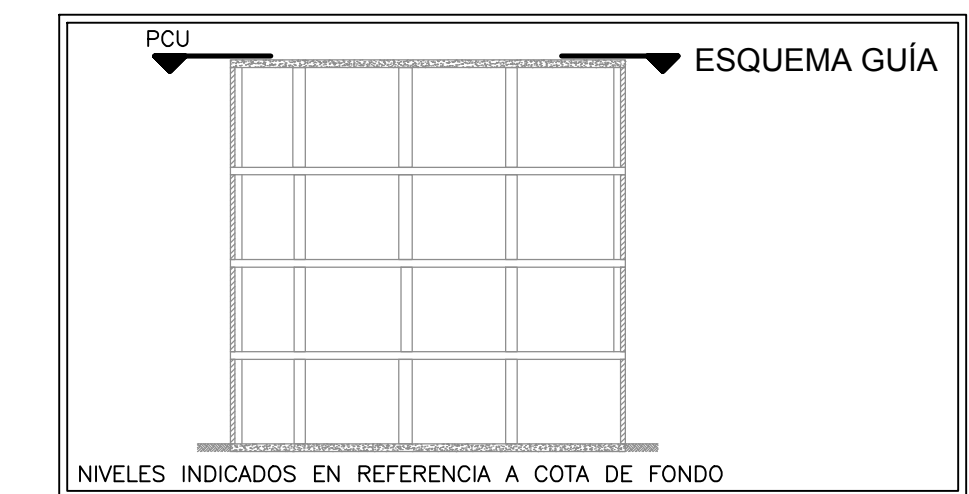 PCU
ESQUEMA GUÍA
NIVELES INDICADOS EN REFERENCIA A COTA DE FONDO